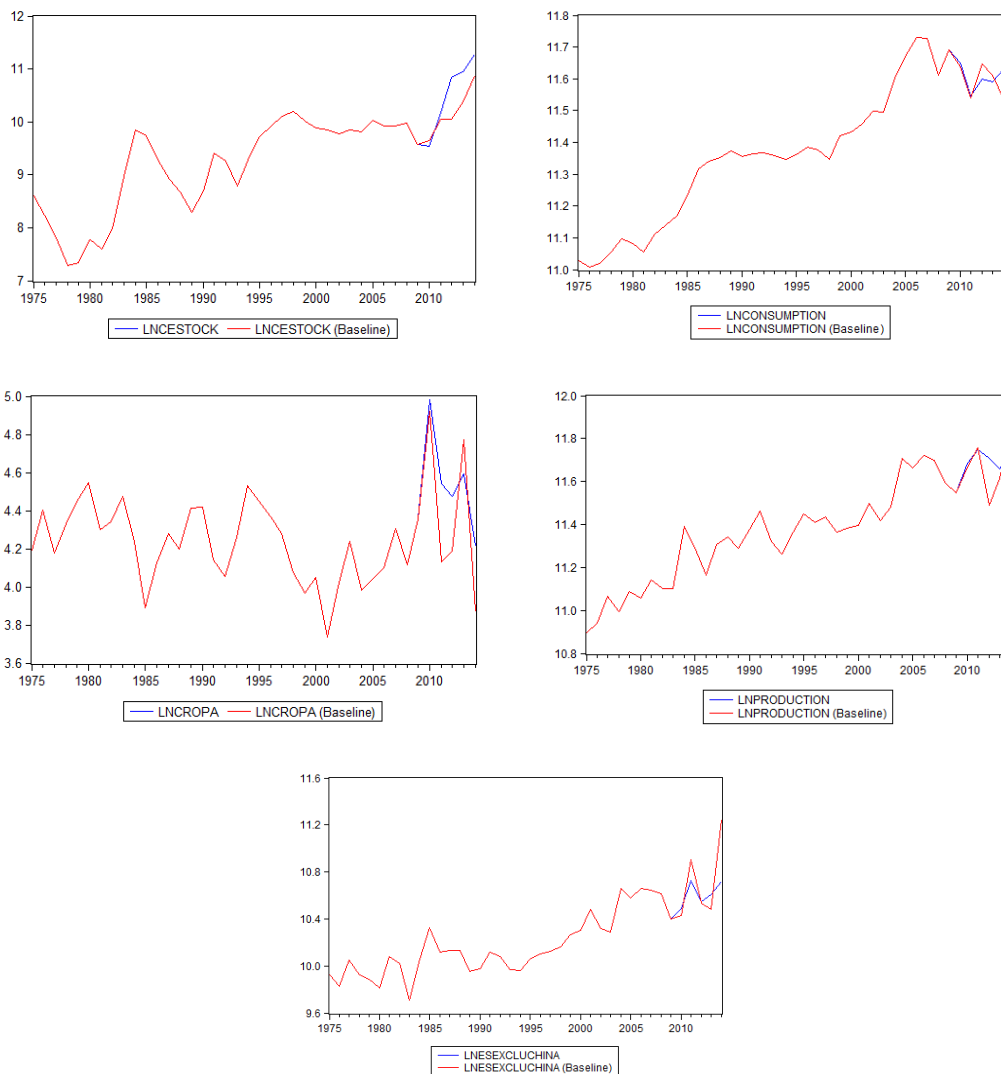 12
11
10
9
8
7
1975 1980 1985 1990 1995 2000 2005 2010
LNCESTOCK LNCESTOCK (Baseline)
11.8
11.7
11.6
11.5
11.4
11.3
11.2
11.1
11.0
1975 1980 1985 1990 1995 2000 2005 2010
LNCONSUMPTION
LNCONSUMPTION (Baseline)
5.0
4.8
4.6
4.4
4.2
4.0
3.8
3.6
1975 1980 1985 1990 1995 2000 2005 2010
LNCROPA LNCROPA (Baseline)
12.0
11.8
11.6
11.4
11.2
11.0
10.8
1975 1980 1985 1990 1995 2000 2005 2010
LNPRODUCTION
LNPRODUCTION (Baseline)
11.6
11.2
10.8
10.4
10.0
9.6
1975 1980 1985 1990 1995 2000 2005 2010
LNESEXCLUCHINA
LNESEXCLUCHINA (Baseline)